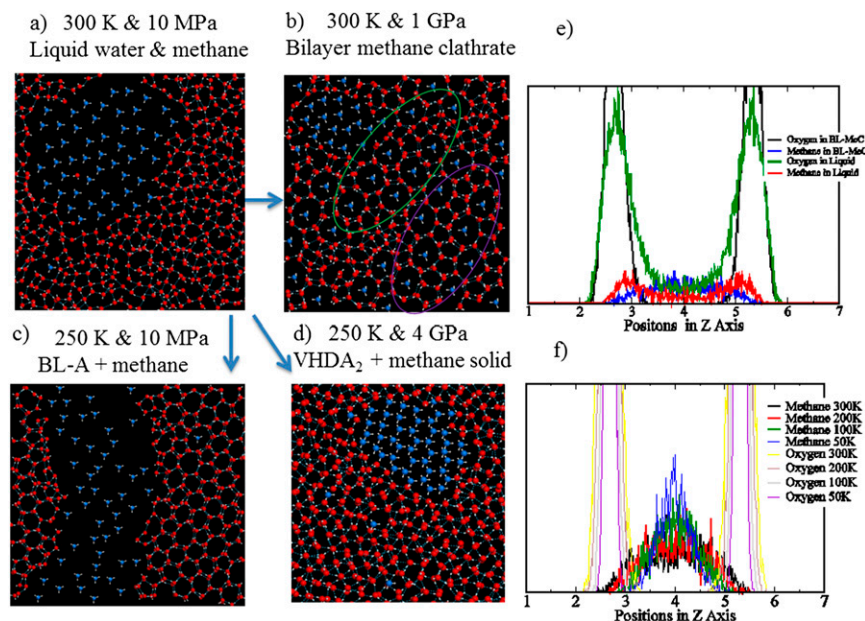 a) 300 K & 10 MPa
Liquid water & methane
b) 300 K & 1 GPa
Bilayer methane clathrate
c) 250 K & 10 MPa
BL-A + methane
d) 250 K & 4 GPa
VHDA₂ + methane solid
e)
Oxygen in BL-MeC
Methane in BL-MeC
Oxygen in Liquid
Methane in Liquid
1 2 3 4 5 6 7
Positons in Z Axis
f)
Methane 300K
Methane 200K
Methane 100K
Methane 50K
Oxygen 300K
Oxygen 200K
Oxygen 100K
Oxygen 50K
1 2 3 4 5 6 7
Positions in Z Axis